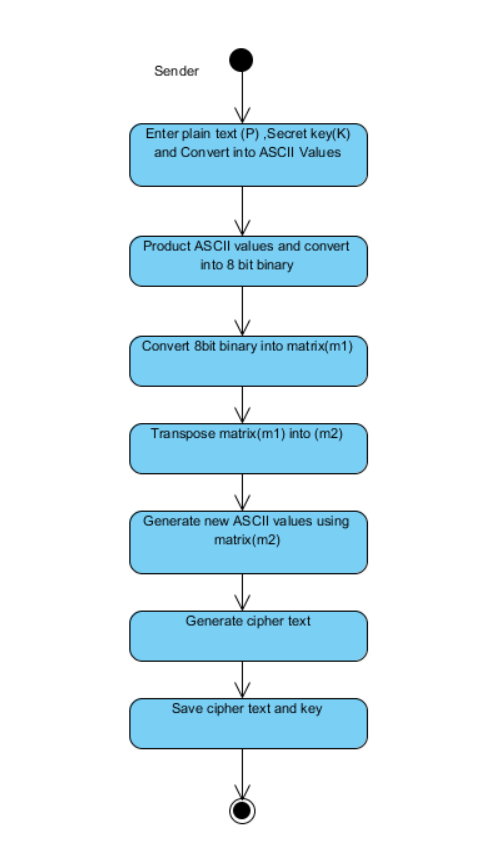 Sender
Enter plain text (P) ,Secret key(K)
and Convert into ASCII Values
Product ASCII values and convert
into 8 bit binary
Convert 8bit binary into matrix(m1)
Transpose matrix(m1) into (m2)
Generate new ASCII values using
matrix(m2)
Generate cipher text
Save cipher text and key